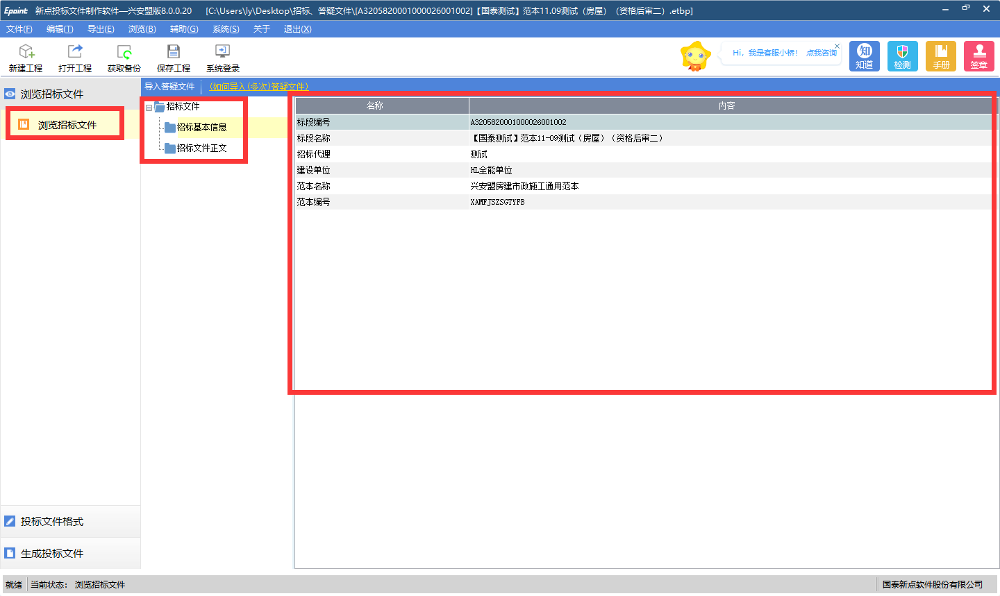 Epoint 新点投标文件制作软件—兴安盟版8.0.0.20 [C:\Users\ly\Desktop\招标、答疑文件\[A3205820001000026001002]【国泰测试】范本11.09测试（房屋）（资格后审二）.etbp]
文件(F) 编辑(T) 导出(E) 浏览(B) 辅助(G) 系统(S) 关于 退出(X)
新建工程 打开工程 获取备份 保存工程 系统登录
Hi，我是客服小桥！ 点我咨询
知
知道 检测 手册 签章
浏览招标文件
浏览招标文件
投标文件格式
生成投标文件
导入答疑文件 (如何导入(多次)答疑文件)
招标文件
招标基本信息
招标文件正文
名称 内容
标段编号 A3205820001000026001002
标段名称 【国泰测试】范本11-09测试（房屋）（资格后审二）
招标代理 测试
建设单位 HL全能单位
范本名称 兴安盟房建市政施工通用范本
范本编号 XAMFJSZSGTYFB
就绪 当前状态： 浏览招标文件 国泰新点软件股份有限公司